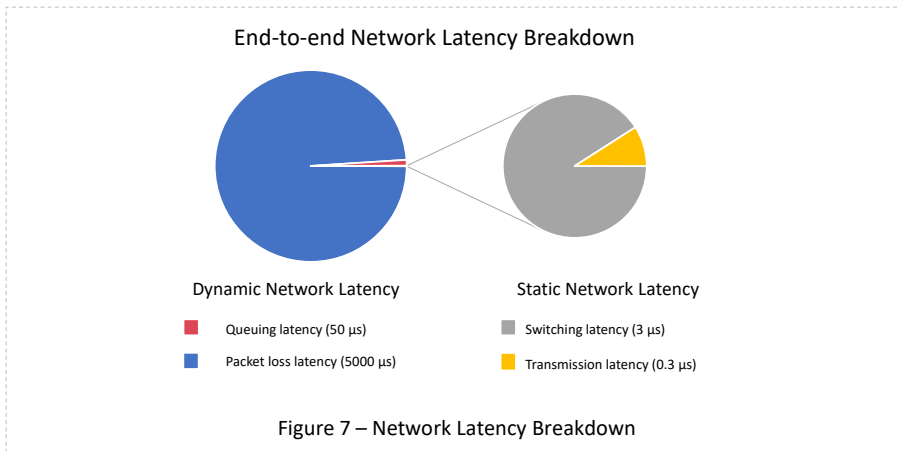 End-to-end Network Latency Breakdown
Dynamic Network Latency
Queuing latency (50 µs)
Packet loss latency (5000 µs)
Static Network Latency
Switching latency (3 µs)
Transmission latency (0.3 µs)
Figure 7 – Network Latency Breakdown